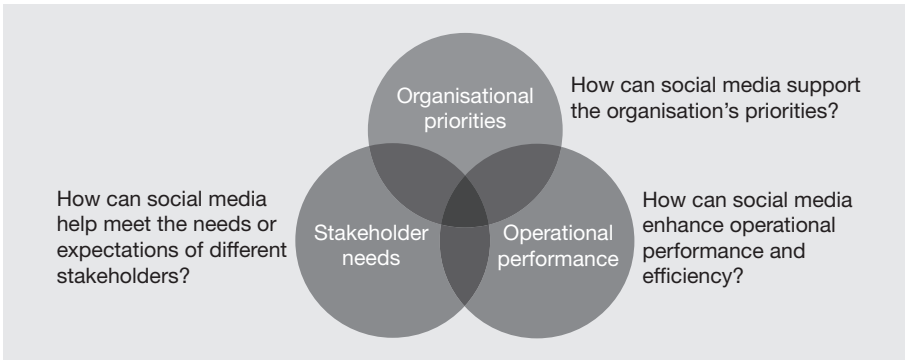 Organisational
priorities
How can social media support
the organisation's priorities?
How can social media
help meet the needs or
expectations of different
stakeholders?
Stakeholder
needs
Operational
performance
How can social media
enhance operational
performance and
efficiency?